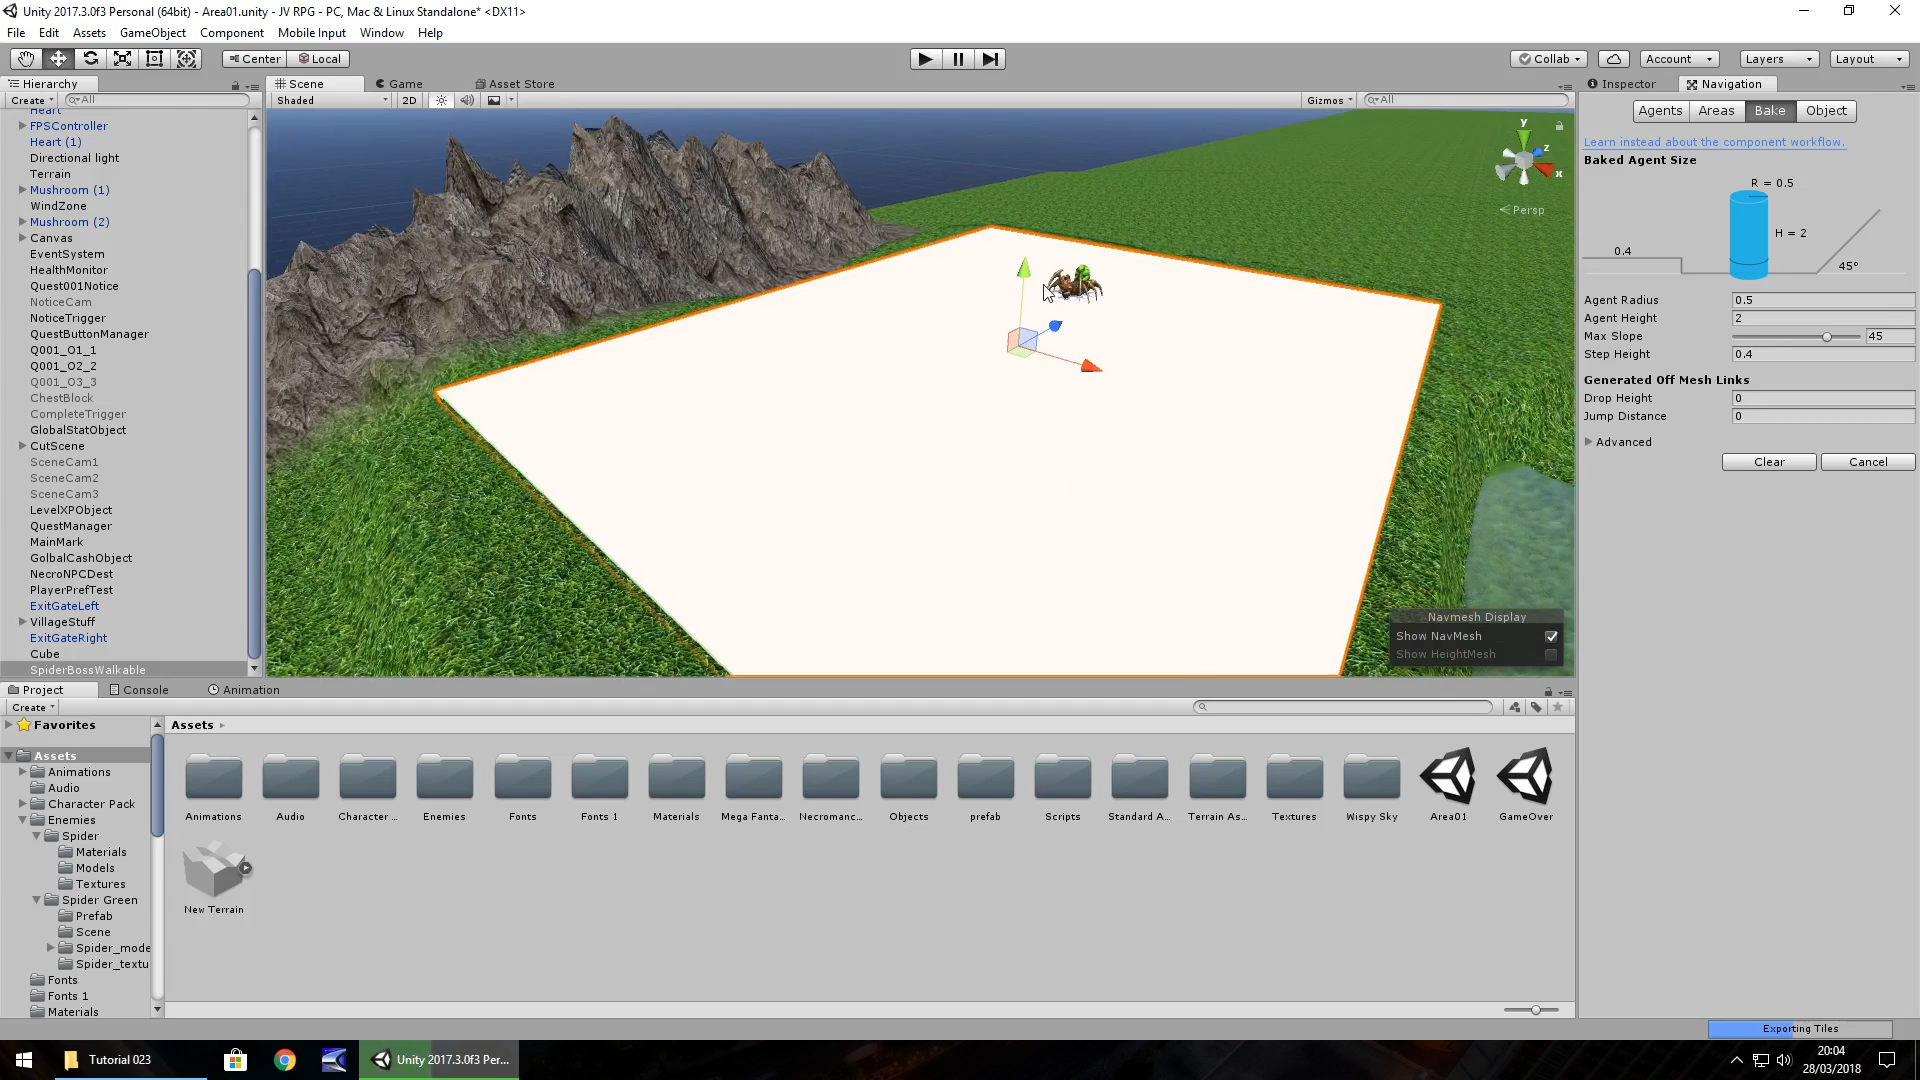 Unity 2017.3.0f3 Personal (64bit) - Area01.unity - JV RPG - PC, Mac & Linux Standalone* <DX11>
File Edit Assets GameObject Component Mobile Input Window Help
Center Local
Collab Account Layers Layout
Hierarchy
Create All
Heart
FPSController
Heart (1)
Directional light
Terrain
Mushroom (1)
WindZone
Mushroom (2)
Canvas
EventSystem
HealthMonitor
Quest001Notice
NoticeCam
NoticeTrigger
QuestButtonManager
Q001_O1_1
Q001_O2_2
Q001_O3_3
ChestBlock
CompleteTrigger
GlobalStatObject
CutScene
SceneCam1
SceneCam2
SceneCam3
LevelXPObject
QuestManager
MainMark
GolbalCashObject
NecroNPCDest
PlayerPrefTest
ExitGateLeft
VillageStuff
ExitGateRight
Cube
SpiderBossWalkable
Scene Game Asset Store
Shaded 2D Gizmos All
y
z
x
Persp
Navmesh Display
Show NavMesh
Show HeightMesh
Inspector Navigation
Agents Areas Bake Object
Learn instead about the component workflow.
Baked Agent Size
R = 0.5
H = 2
0.4
45°
Agent Radius 0.5
Agent Height 2
Max Slope 45
Step Height 0.4
Generated Off Mesh Links
Drop Height 0
Jump Distance 0
Advanced
Clear Cancel
Project Console Animation
Create
Favorites
Assets
Animations
Audio
Character Pack
Enemies
Spider
Materials
Models
Textures
Spider Green
Prefab
Scene
Spider_mode
Spider_textu
Fonts
Fonts 1
Materials
Assets
Animations Audio Character ... Enemies Fonts Fonts 1 Materials Mega Fanta... Necromanc... Objects prefab Scripts Standard A... Terrain As... Textures Wispy Sky Area01 GameOver
New Terrain
Exporting Tiles
Tutorial 023
Unity 2017.3.0f3 Per...
20:04
28/03/2018